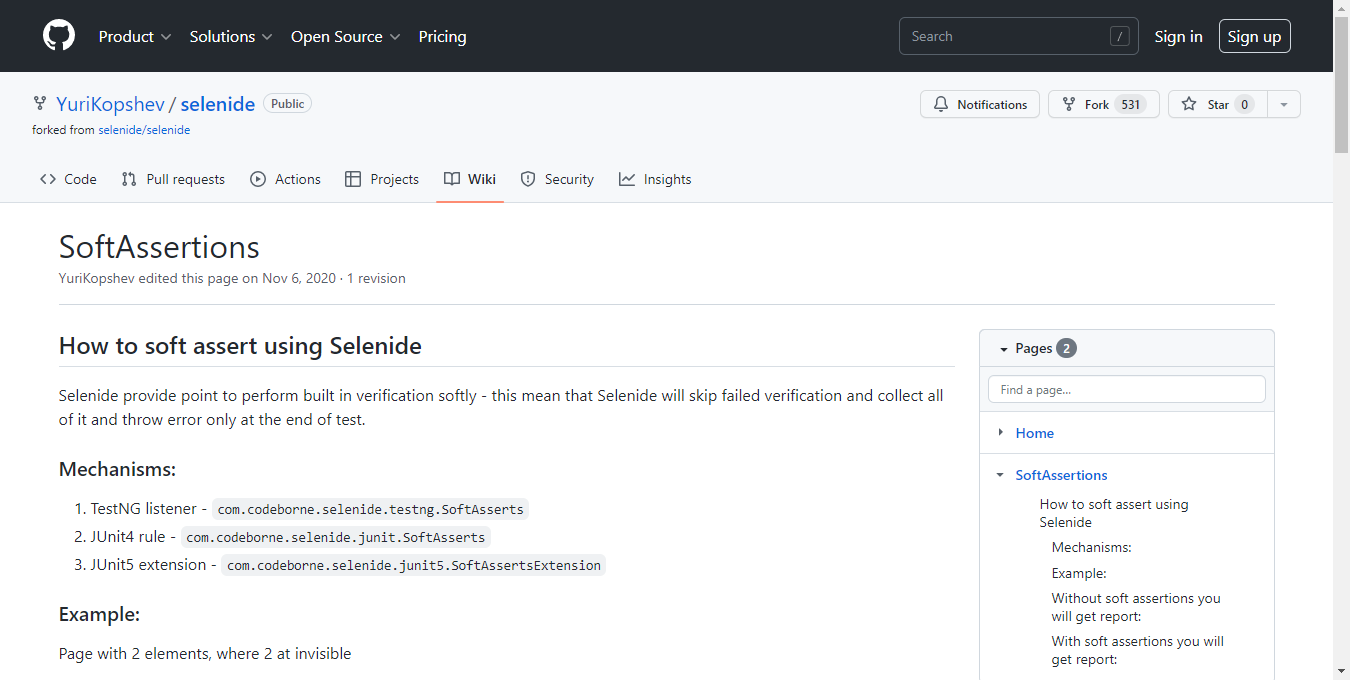 Product Solutions Open Source Pricing Search / Sign in Sign up
YuriKopshev / selenide Public Notifications Fork 531 Star 0
forked from selenide/selenide
Code Pull requests Actions Projects Wiki Security Insights
SoftAssertions
YuriKopshev edited this page on Nov 6, 2020 · 1 revision
How to soft assert using Selenide
Selenide provide point to perform built in verification softly - this mean that Selenide will skip failed verification and collect all
of it and throw error only at the end of test.
Mechanisms:
1. TestNG listener - com.codeborne.selenide.testng.SoftAsserts
2. JUnit4 rule - com.codeborne.selenide.junit.SoftAsserts
3. JUnit5 extension - com.codeborne.selenide.junit5.SoftAssertsExtension
Example:
Page with 2 elements, where 2 at invisible
Pages 2
Find a page...
Home
SoftAssertions
How to soft assert using
Selenide
Mechanisms:
Example:
Without soft assertions you
will get report:
With soft assertions you will
get report: